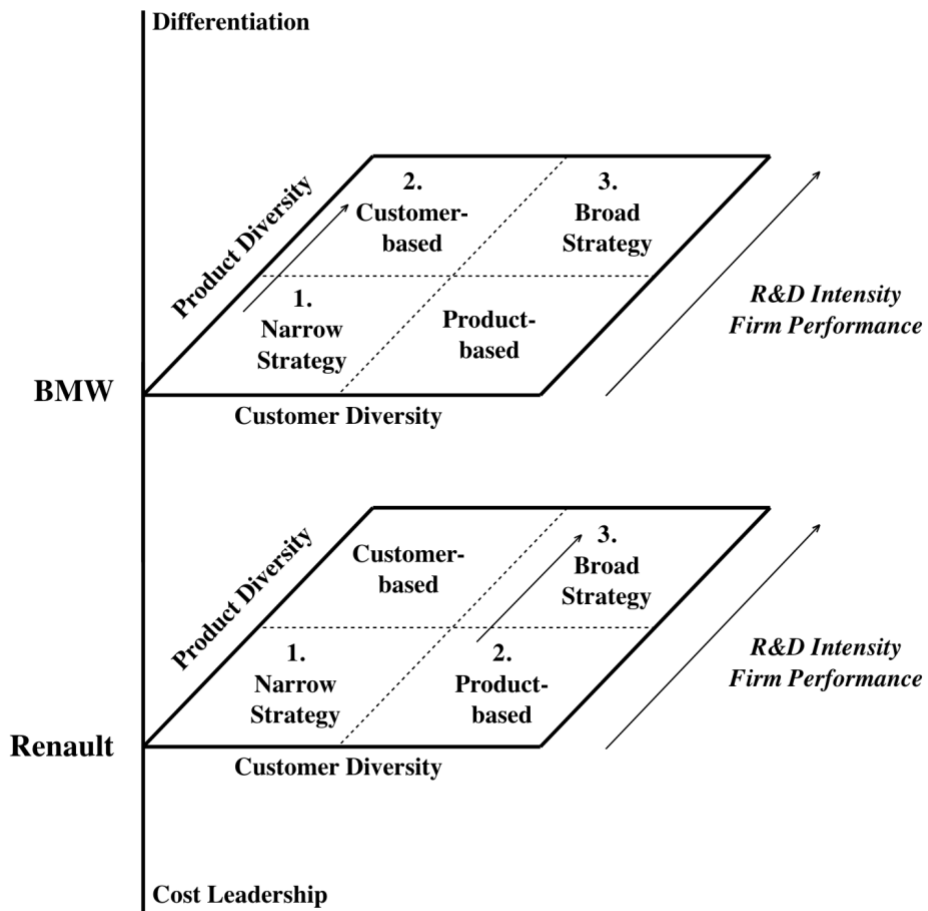 Differentiation
Product Diversity
2.
Customer-
based
3.
Broad
Strategy
1.
Narrow
Strategy
Product-
based
R&D Intensity
Firm Performance
BMW
Customer Diversity
Product Diversity
Customer-
based
3.
Broad
Strategy
1.
Narrow
Strategy
2.
Product-
based
R&D Intensity
Firm Performance
Renault
Customer Diversity
Cost Leadership